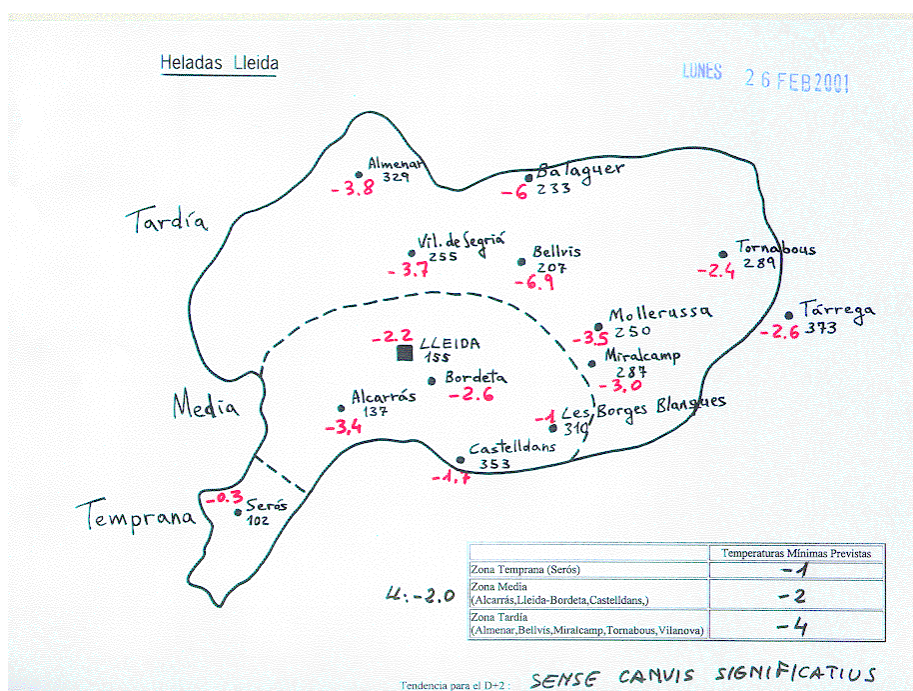 Heladas Lleida
LUNES 26 FEB 2001
Almenar
329
-3.8
Balaguer
-6 233
Tardía
Vil. de Segriá
255
-3.7
Bellvis
207
-6.9
Tornabous
289
-2.4
Mollerussa
250
-3.5
Tárrega
373
-2.6
-2.2
LLEIDA
155
Miralcamp
287
-3,0
Bordeta
-2.6
Media
Alcarrás
137
-3,4
-1 Les Borges Blanques
310
Castelldans
353
-1,7
Temprana
-0.3
Serós
102
Temperaturas Mínimas Previstas
Zona Temprana (Serós) -1
Zona Media
(Alcarrás,Lleida-Bordeta,Castelldans,) -2
Zona Tardía
(Almenar,Bellvís,Miralcamp,Tornabous,Vilanova) -4
-2.0
Tendencia para el D+2 : SENSE CANVIS SIGNIFICATIUS